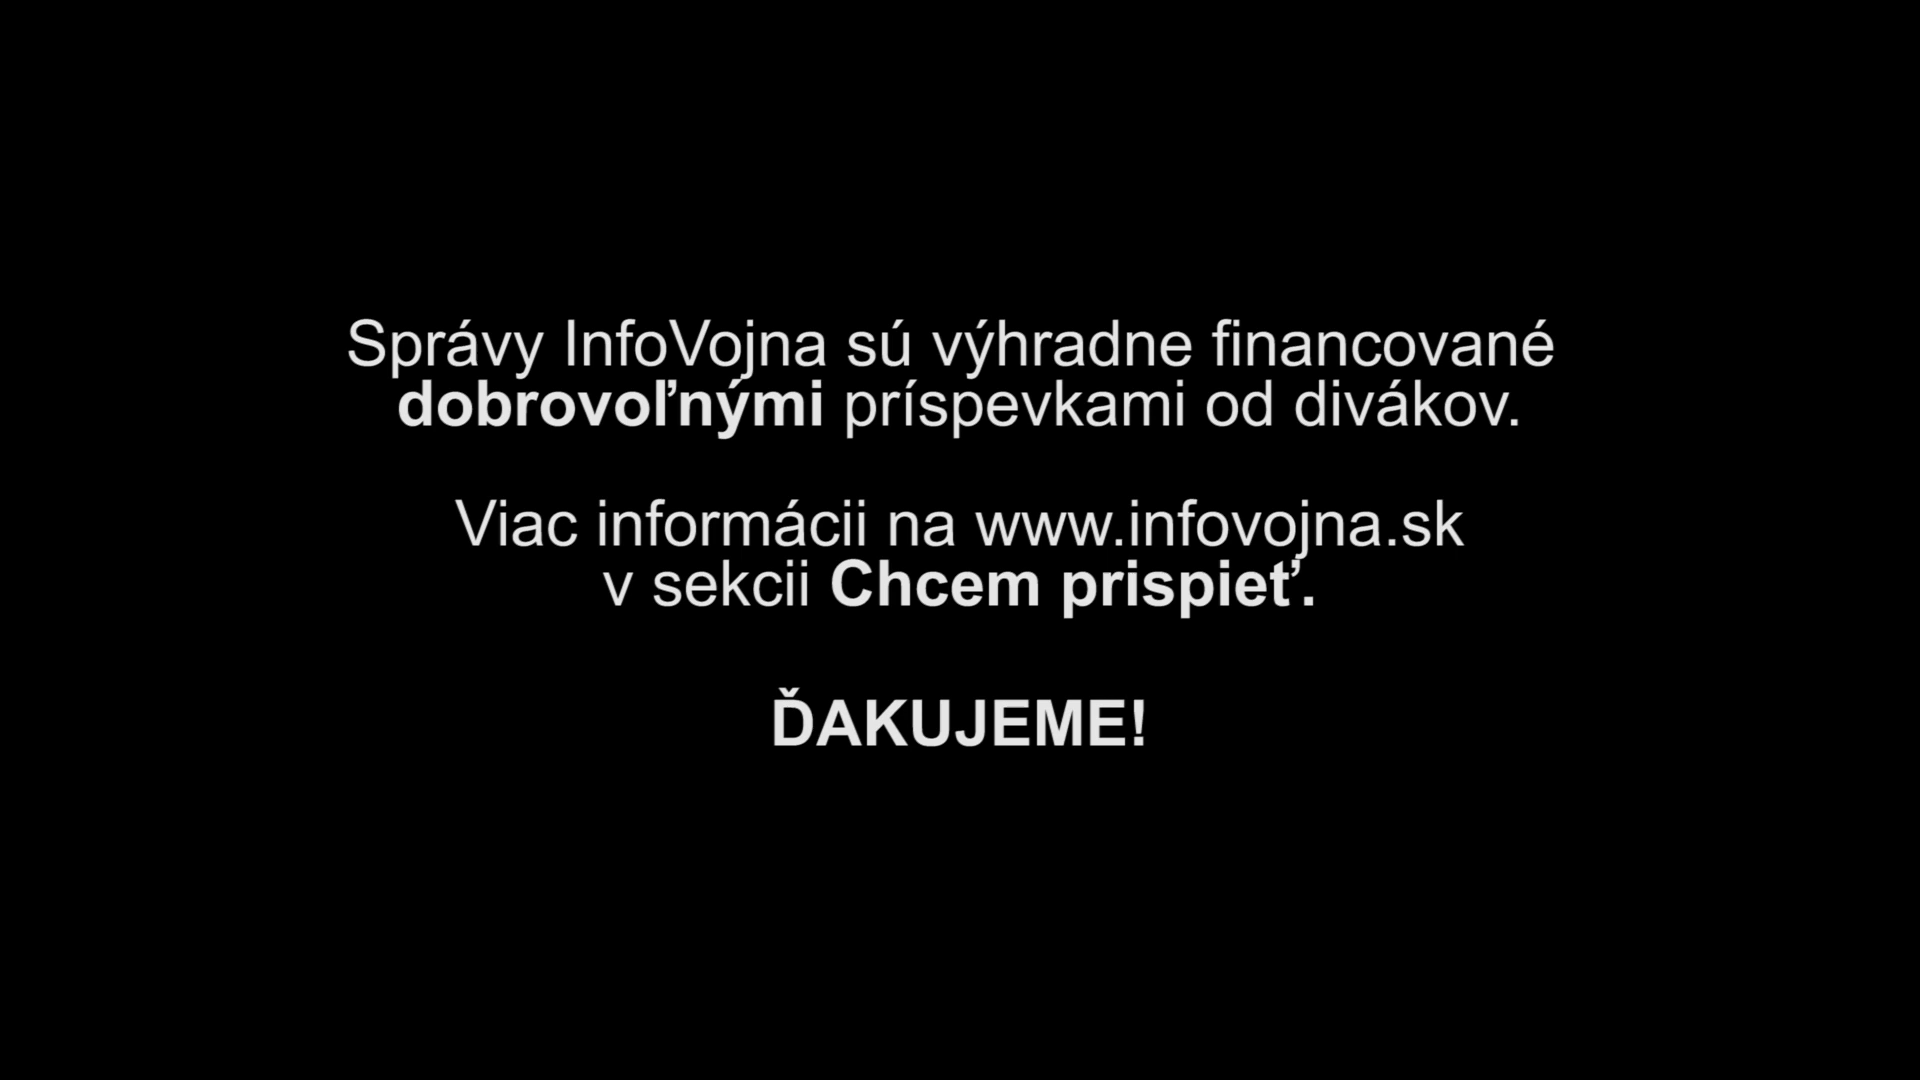 Správy InfoVojna sú výhradne financované
dobrovoľnými príspevkami od divákov.
Viac informácii na www.infovojna.sk
v sekcii Chcem prispieť.
ĎAKUJEME!